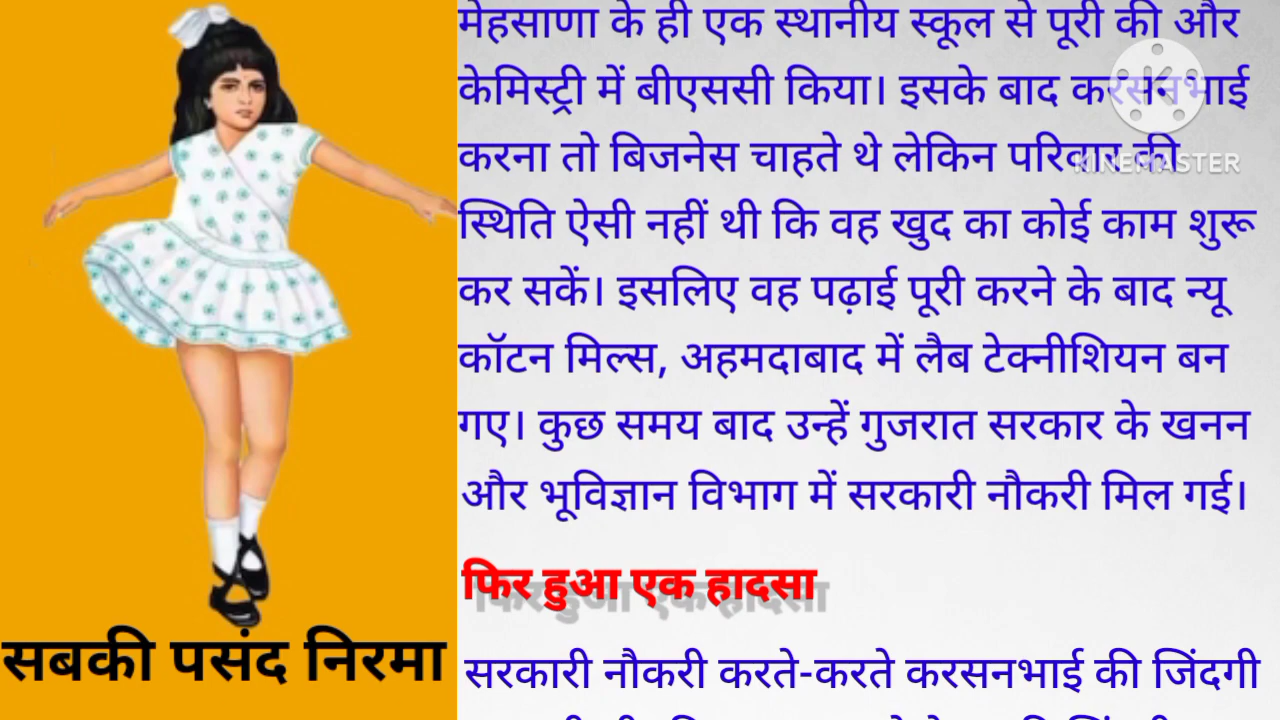 मेहसाणा के ही एक स्थानीय स्कूल से पूरी की और
केमिस्ट्री में बीएससी किया। इसके बाद करसनभाई
करना तो बिजनेस चाहते थे लेकिन परिवार की
स्थिति ऐसी नहीं थी कि वह खुद का कोई काम शुरू
कर सकें। इसलिए वह पढ़ाई पूरी करने के बाद न्यू
कॉटन मिल्स, अहमदाबाद में लैब टेक्नीशियन बन
गए। कुछ समय बाद उन्हें गुजरात सरकार के खनन
और भूविज्ञान विभाग में सरकारी नौकरी मिल गई।
फिर हुआ एक हादसा
सरकारी नौकरी करते-करते करसनभाई की जिंदगी
सबकी पसंद निरमा
KINEMASTER